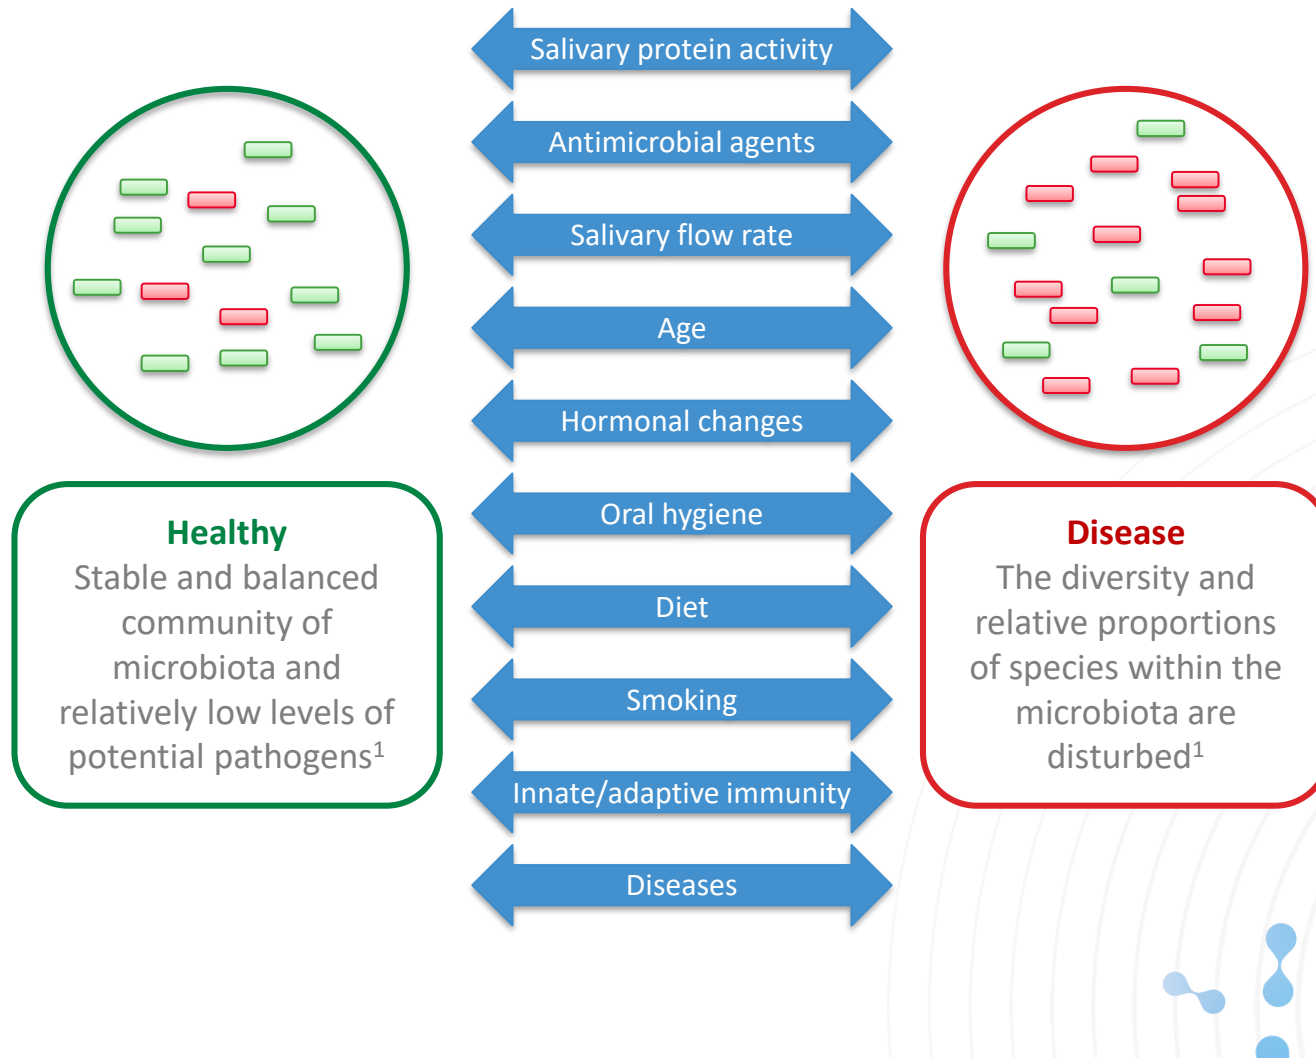 Salivary protein activity
Antimicrobial agents
Salivary flow rate
Age
Hormonal changes
Oral hygiene
Diet
Smoking
Innate/adaptive immunity
Diseases
Healthy
Stable and balanced
community of
microbiota and
relatively low levels of
potential pathogens¹
Disease
The diversity and
relative proportions
of species within the
microbiota are
disturbed¹